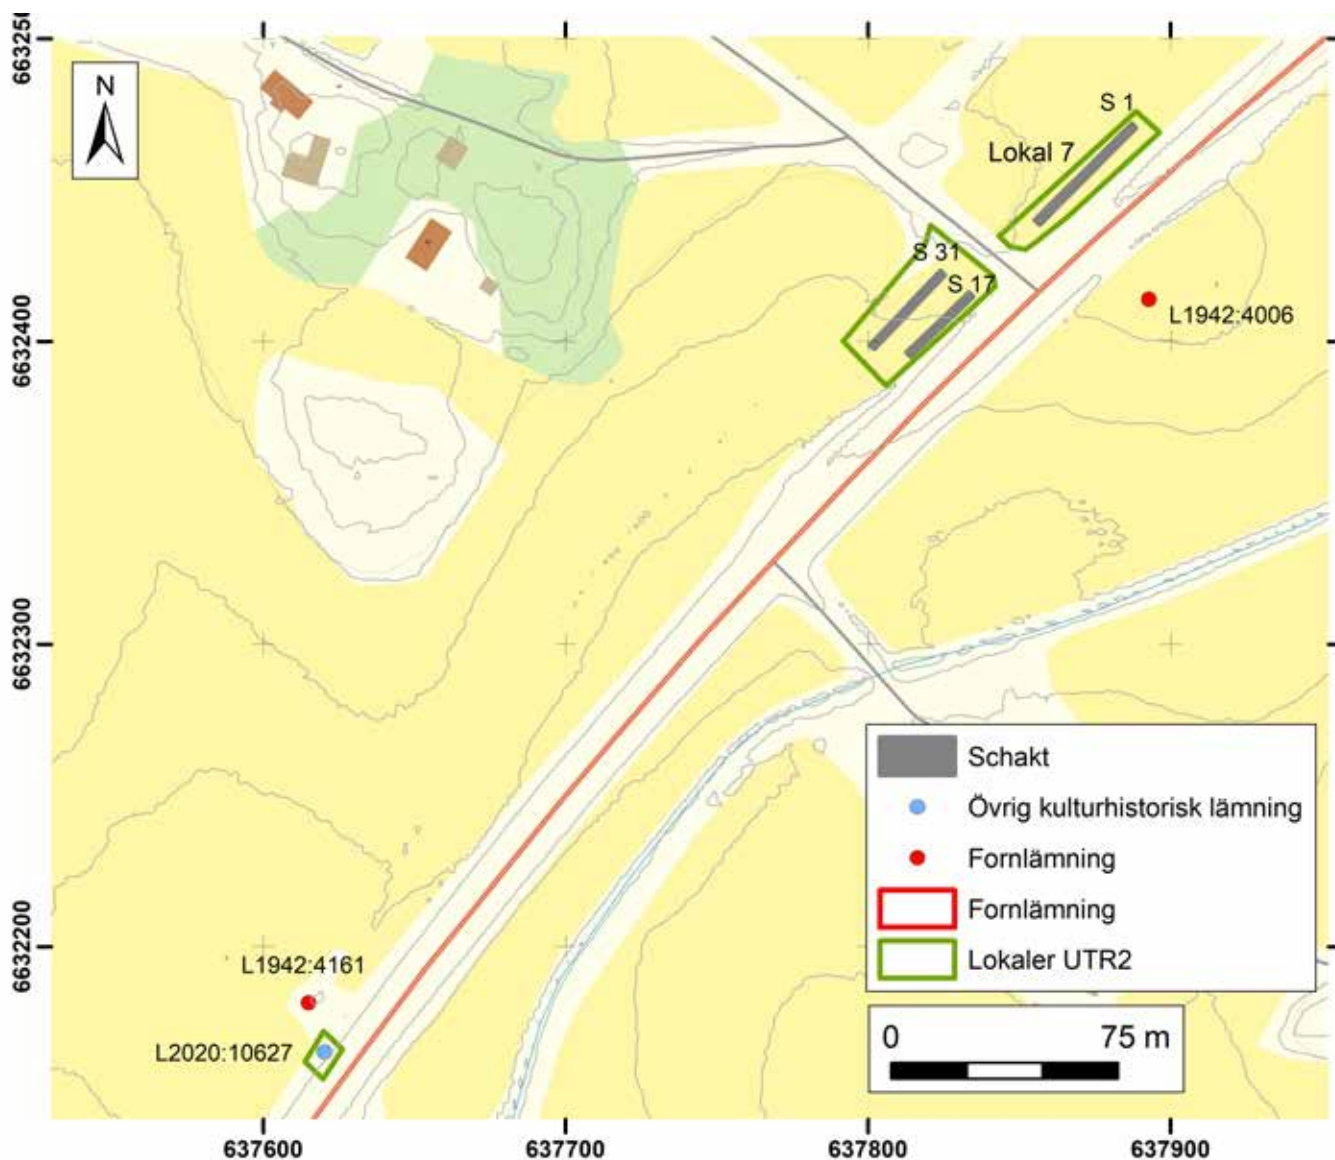 663250
N
S 1
Lokal 7
S 31
S 17
L1942:4006
6632400
6632300
Schakt
Övrig kulturhistorisk lämning
Fornlämning
Fornlämning
Lokaler UTR2
6632200
L1942:4161
L2020:10627
0 75 m
637600 637700 637800 637900